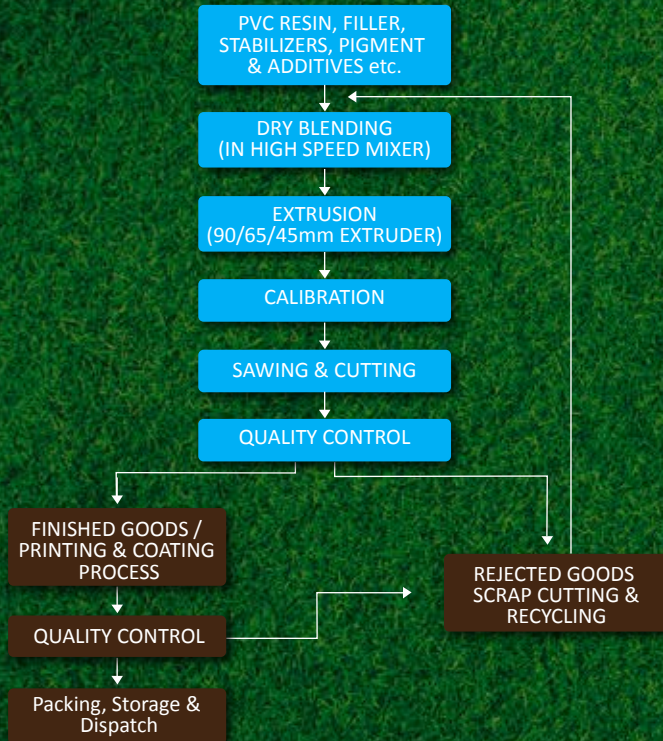 PVC RESIN, FILLER,
STABILIZERS, PIGMENT
& ADDITIVES etc.
DRY BLENDING
(IN HIGH SPEED MIXER)
EXTRUSION
(90/65/45mm EXTRUDER)
CALIBRATION
SAWING & CUTTING
QUALITY CONTROL
FINISHED GOODS /
PRINTING & COATING
PROCESS
REJECTED GOODS
SCRAP CUTTING &
RECYCLING
QUALITY CONTROL
Packing, Storage &
Dispatch